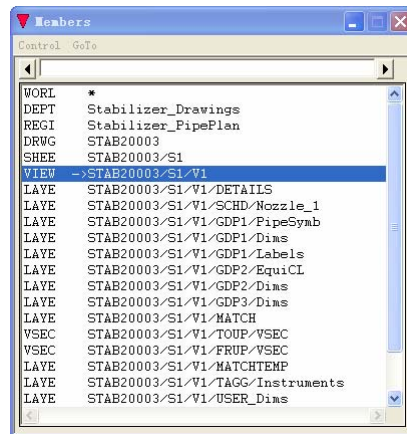 Members
Control GoTo
WORL *
DEPT Stabilizer_Drawings
REGI Stabilizer_PipePlan
DRWG STAB20003
SHEE STAB20003/S1
VIEW ->STAB20003/S1/V1
LAYE STAB20003/S1/V1/DETAILS
LAYE STAB20003/S1/V1/SCHD/Nozzle_1
LAYE STAB20003/S1/V1/GDP1/PipeSymb
LAYE STAB20003/S1/V1/GDP1/Dims
LAYE STAB20003/S1/V1/GDP1/Labels
LAYE STAB20003/S1/V1/GDP2/EquiCL
LAYE STAB20003/S1/V1/GDP2/Dims
LAYE STAB20003/S1/V1/GDP3/Dims
LAYE STAB20003/S1/V1/MATCH
VSEC STAB20003/S1/V1/TOUP/VSEC
VSEC STAB20003/S1/V1/FRUP/VSEC
LAYE STAB20003/S1/V1/MATCHTEMP
LAYE STAB20003/S1/V1/TAGG/Instruments
LAYE STAB20003/S1/V1/USER_Dims